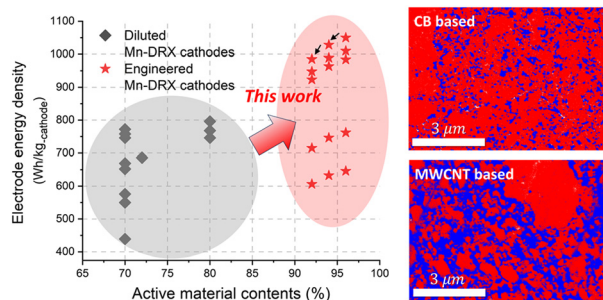 Electrode energy density
(Wh/kg_cathode)
1100
1000
900
800
700
600
500
400
65
70
75
80
85
90
95
100
Active material contents (%)
Diluted
Mn-DRX cathodes
Engineered
Mn-DRX cathodes
This work
CB based
3 μm
MWCNT based
3 μm